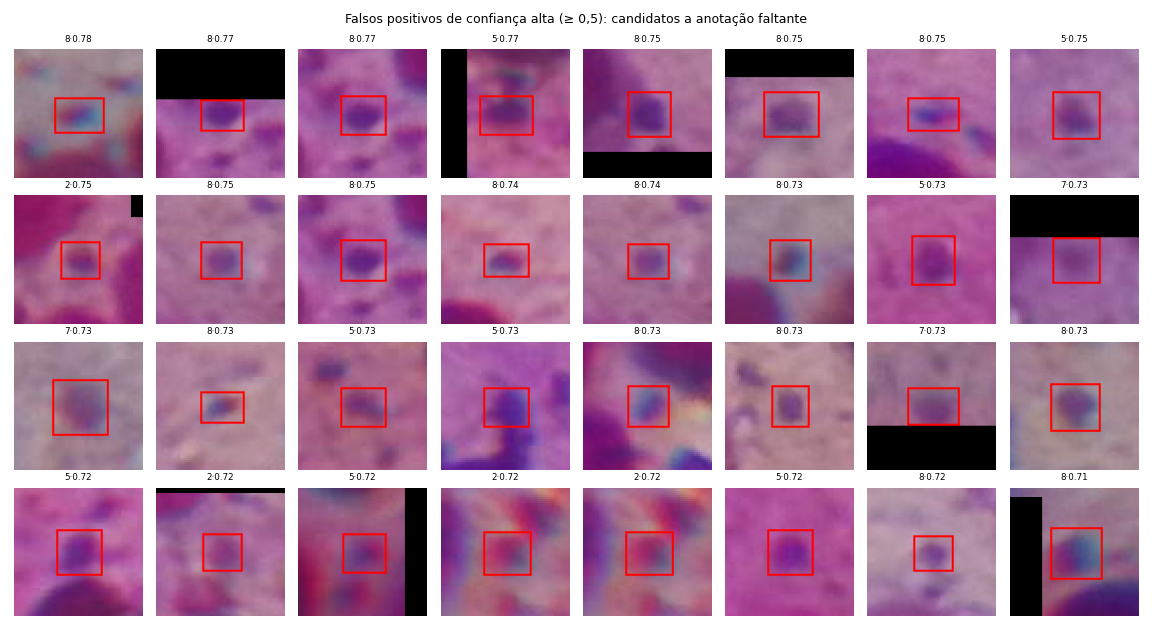 Falsos positivos de confiança alta (≥ 0,5): candidatos a anotação faltante
8·0.78 8·0.77 8·0.77 5·0.77 8·0.75 8·0.75 8·0.75 5·0.75
2·0.75 8·0.75 8·0.75 8·0.74 8·0.74 8·0.73 5·0.73 7·0.73
7·0.73 8·0.73 5·0.73 5·0.73 8·0.73 8·0.73 7·0.73 8·0.73
5·0.72 2·0.72 5·0.72 2·0.72 2·0.72 5·0.72 8·0.72 8·0.71